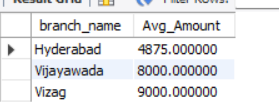 Result Grid Filter Rows:
branch_name Avg_Amount
Hyderabad 4875.000000
Vijayawada 8000.000000
Vizag 9000.000000